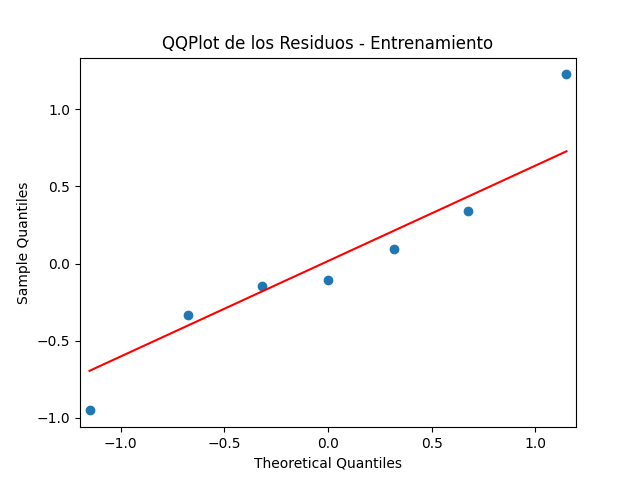 QQPlot de los Residuos - Entrenamiento
1.0
0.5
0.0
−0.5
−1.0
Sample Quantiles
−1.0 −0.5 0.0 0.5 1.0
Theoretical Quantiles